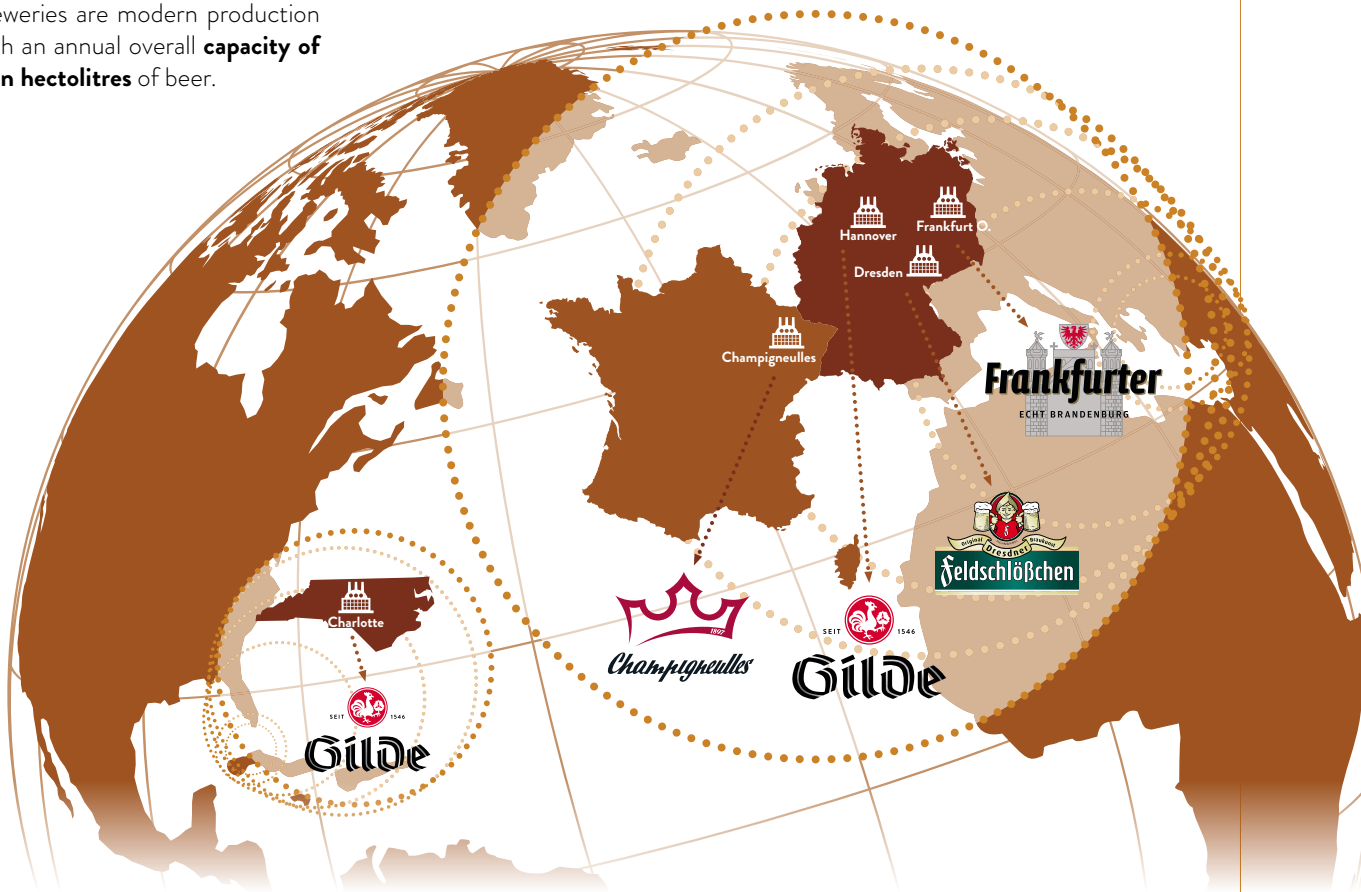 eweries are modern production
h an annual overall capacity of
n hectolitres of beer.
Hannover
Frankfurt O.
Dresden
Champigneulles
Frankfurter
ECHT BRANDENBURG
Original Dresdner Braukunst
Feldschlößchen
Charlotte
1897
Champigneulles
SEIT 1546
Gilde
SEIT 1546
Gilde